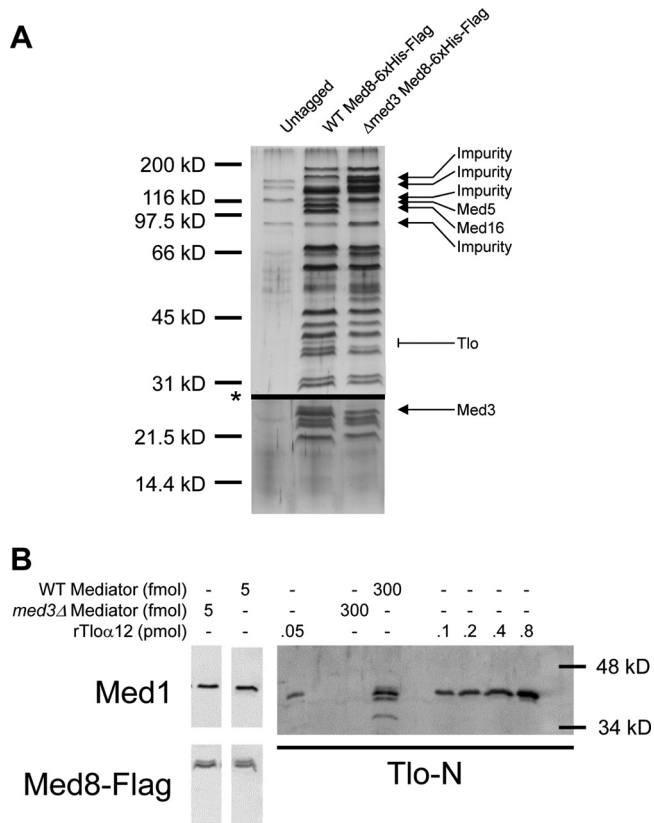 A
Untagged
WT Med8-6xHis-Flag
Δmed3 Med8-6xHis-Flag
200 kD
116 kD
97.5 kD
66 kD
45 kD
31 kD
*
21.5 kD
14.4 kD
Impurity
Impurity
Impurity
Med5
Med16
Impurity
Tlo
Med3
B
WT Mediator (fmol) - 5 - - 300 - - - -
med3Δ Mediator (fmol) 5 - - 300 - - - - -
rTloα12 (pmol) - - .05 - - .1 .2 .4 .8
Med1
48 kD
34 kD
Med8-Flag
Tlo-N